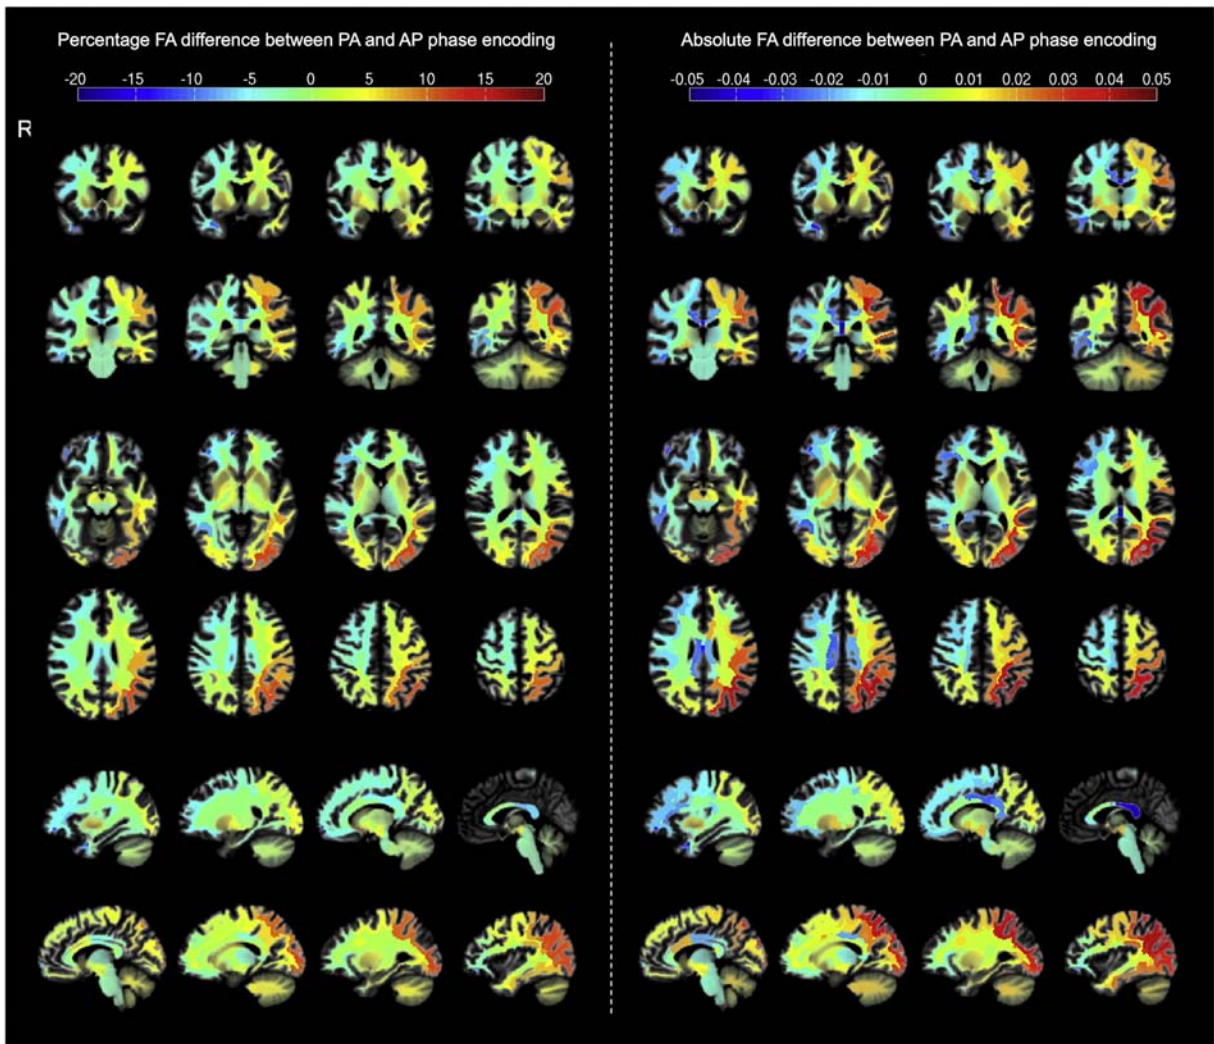 Percentage FA difference between PA and AP phase encoding
-20 -15 -10 -5 0 5 10 15 20
R
Absolute FA difference between PA and AP phase encoding
-0.05 -0.04 -0.03 -0.02 -0.01 0 0.01 0.02 0.03 0.04 0.05